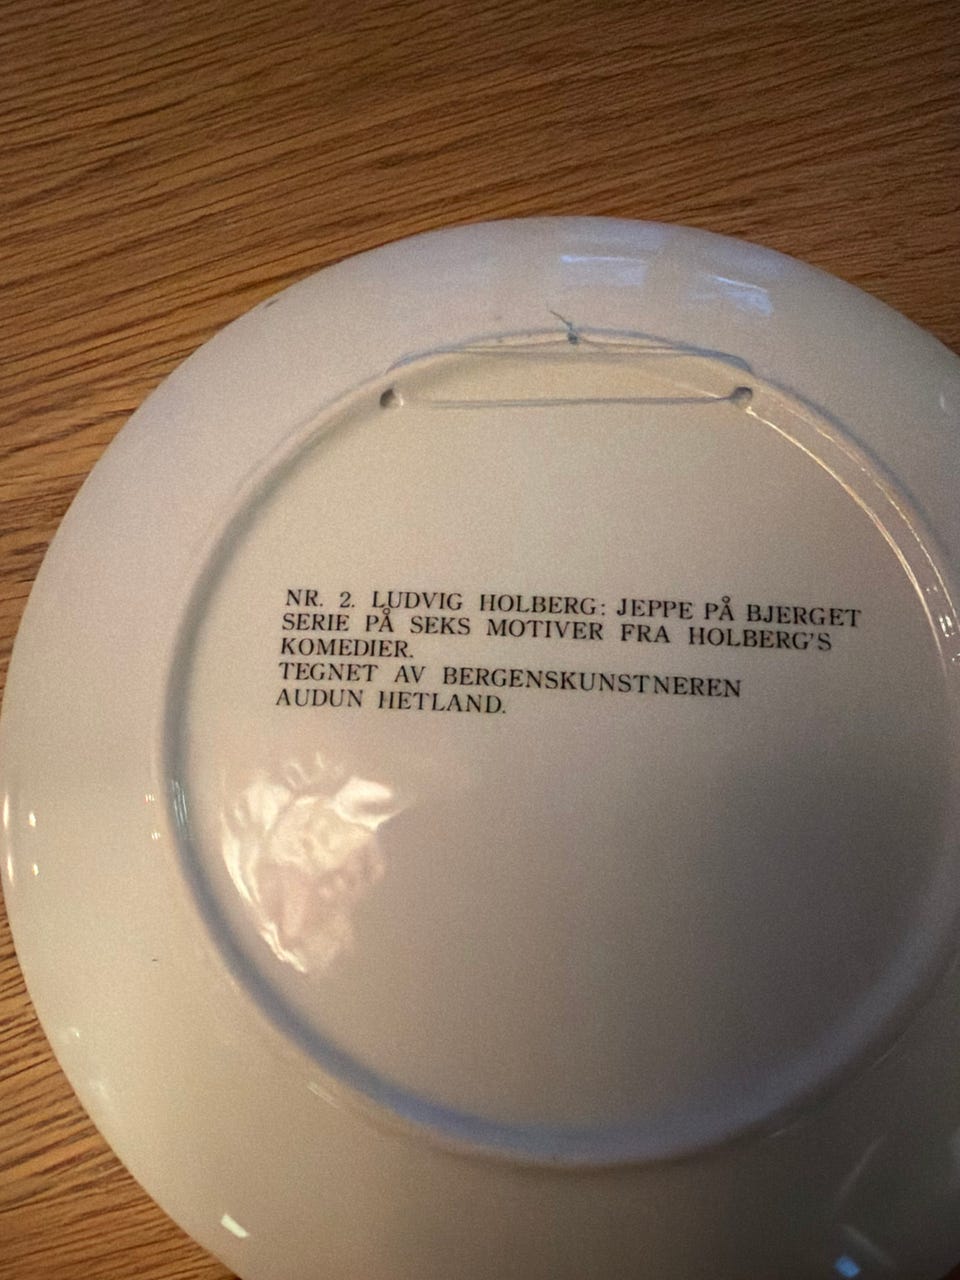 NR. 2. LUDVIG HOLBERG: JEPPE PÅ BJERGET
SERIE PÅ SEKS MOTIVER FRA HOLBERG'S
KOMEDIER.
TEGNET AV BERGENSKUNSTNEREN
AUDUN HETLAND.